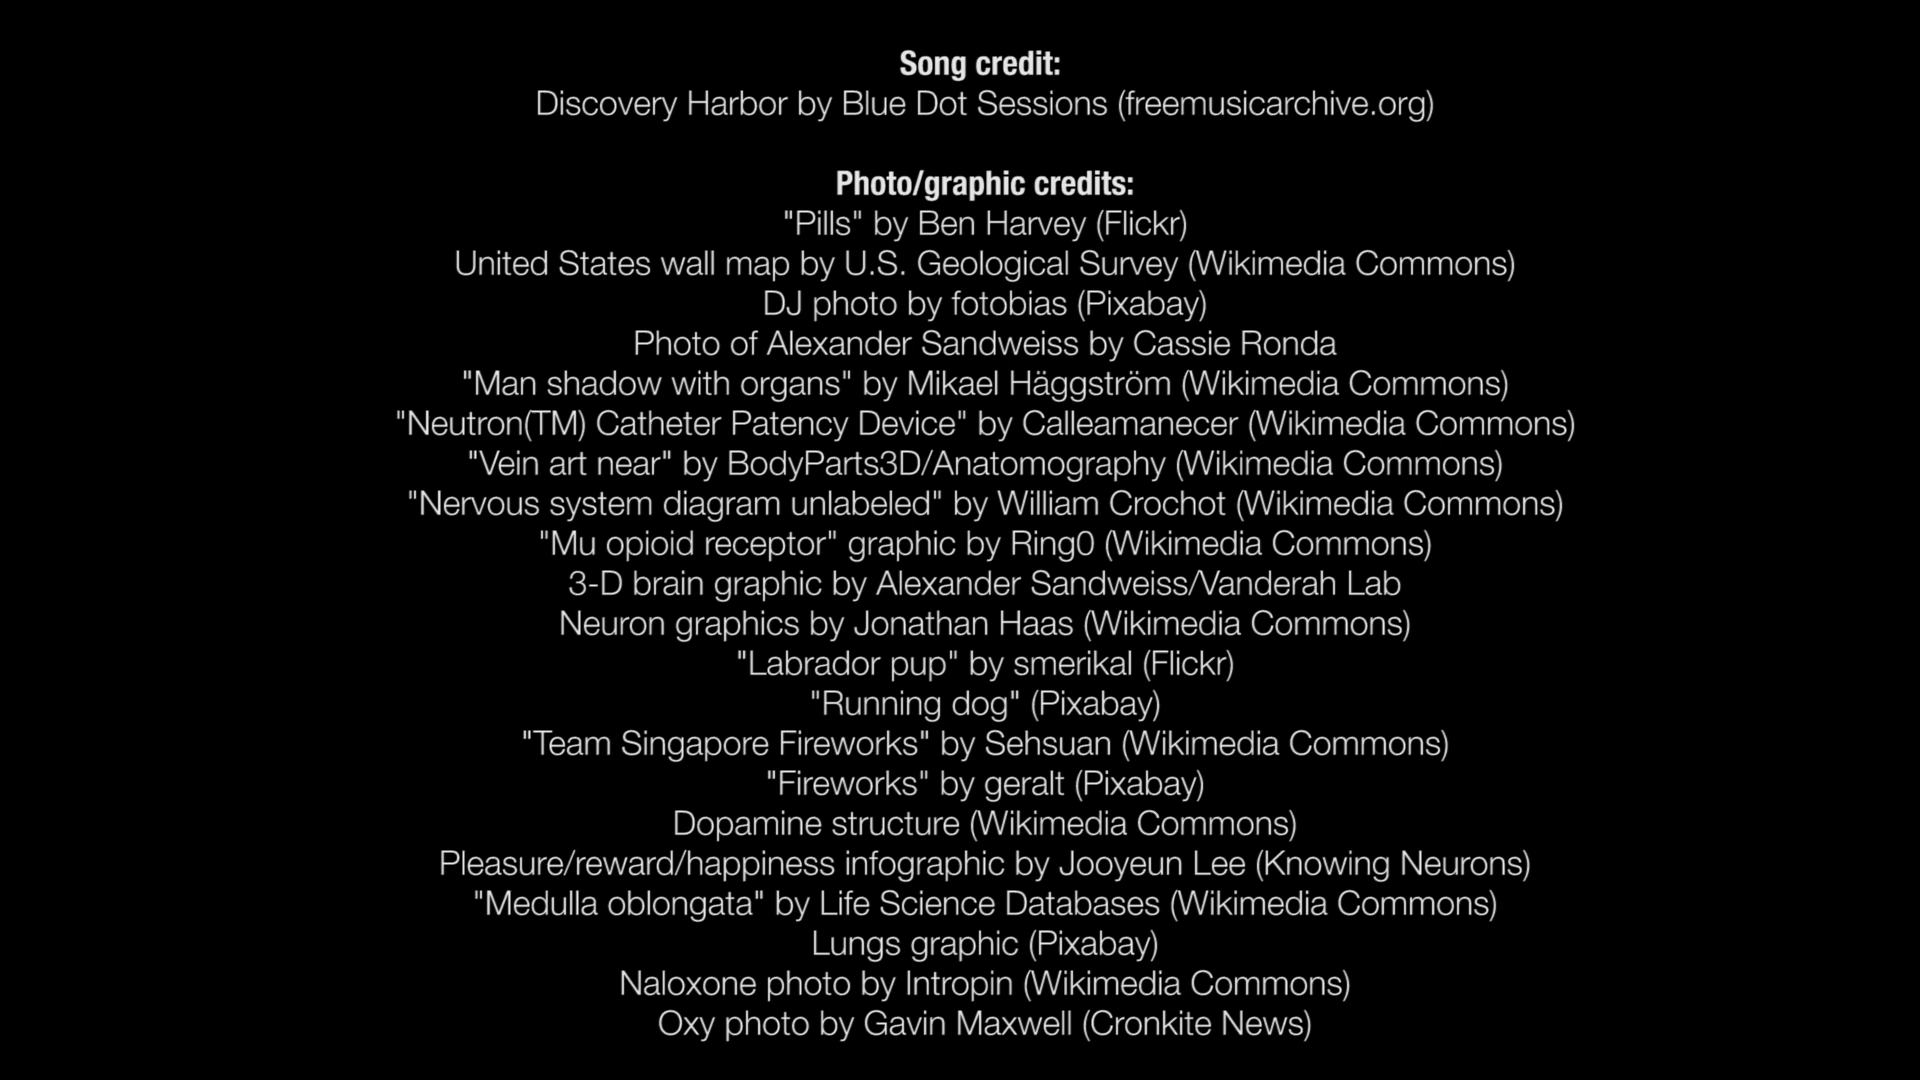 Song credit:
Discovery Harbor by Blue Dot Sessions (freemusicarchive.org)
Photo/graphic credits:
"Pills" by Ben Harvey (Flickr)
United States wall map by U.S. Geological Survey (Wikimedia Commons)
DJ photo by fotobias (Pixabay)
Photo of Alexander Sandweiss by Cassie Ronda
"Man shadow with organs" by Mikael Häggström (Wikimedia Commons)
"Neutron(TM) Catheter Patency Device" by Calleamanecer (Wikimedia Commons)
"Vein art near" by BodyParts3D/Anatomography (Wikimedia Commons)
"Nervous system diagram unlabeled" by William Crochot (Wikimedia Commons)
"Mu opioid receptor" graphic by Ring0 (Wikimedia Commons)
3-D brain graphic by Alexander Sandweiss/Vanderah Lab
Neuron graphics by Jonathan Haas (Wikimedia Commons)
"Labrador pup" by smerikal (Flickr)
"Running dog" (Pixabay)
"Team Singapore Fireworks" by Sehsuan (Wikimedia Commons)
"Fireworks" by geralt (Pixabay)
Dopamine structure (Wikimedia Commons)
Pleasure/reward/happiness infographic by Jooyeun Lee (Knowing Neurons)
"Medulla oblongata" by Life Science Databases (Wikimedia Commons)
Lungs graphic (Pixabay)
Naloxone photo by Intropin (Wikimedia Commons)
Oxy photo by Gavin Maxwell (Cronkite News)